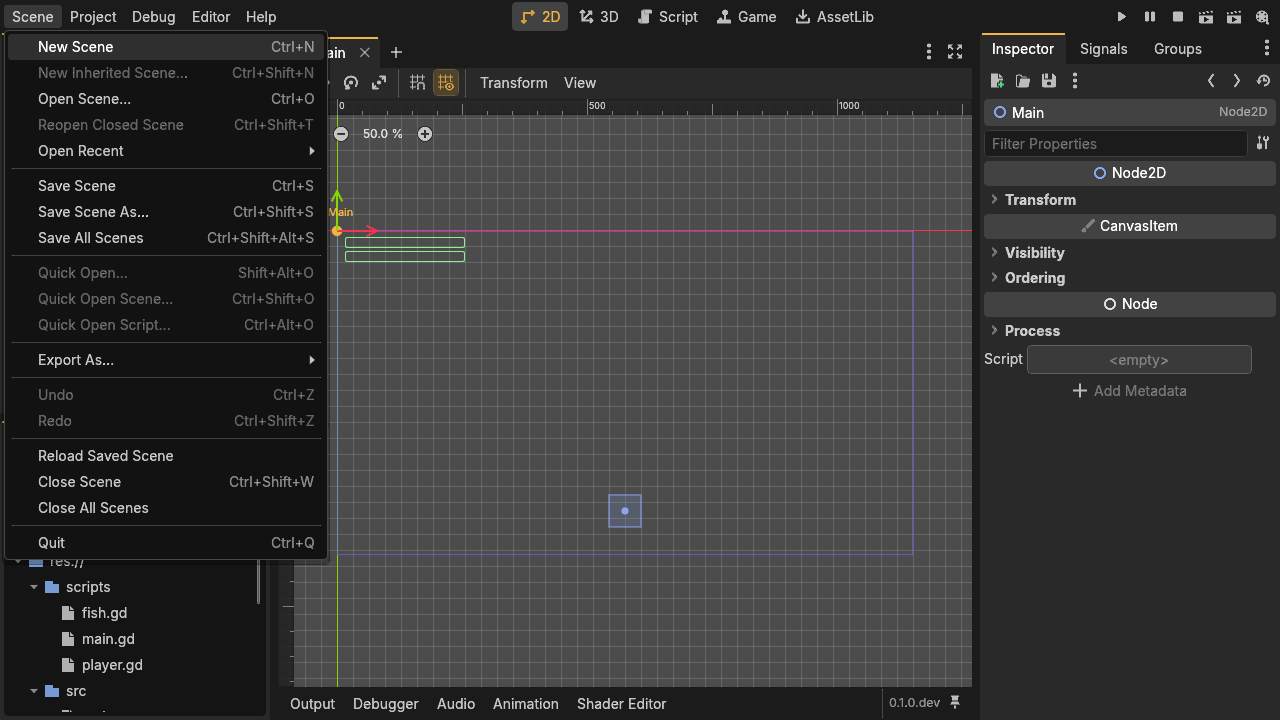 Scene Project Debug Editor Help
2D 3D Script Game AssetLib
New Scene Ctrl+N
New Inherited Scene... Ctrl+Shift+N
Open Scene... Ctrl+O
Reopen Closed Scene Ctrl+Shift+T
Open Recent
Save Scene Ctrl+S
Save Scene As... Ctrl+Shift+S
Save All Scenes Ctrl+Shift+Alt+S
Quick Open... Shift+Alt+O
Quick Open Scene... Ctrl+Shift+O
Quick Open Script... Ctrl+Alt+O
Export As...
Undo Ctrl+Z
Redo Ctrl+Shift+Z
Reload Saved Scene
Close Scene Ctrl+Shift+W
Close All Scenes
Quit Ctrl+Q
res://
scripts
fish.gd
main.gd
player.gd
src
ain
Transform View
0 500 1000
50.0 %
Main
Output Debugger Audio Animation Shader Editor
0.1.0.dev
Inspector Signals Groups
Main Node2D
Filter Properties
Node2D
Transform
CanvasItem
Visibility
Ordering
Node
Process
Script <empty>
Add Metadata